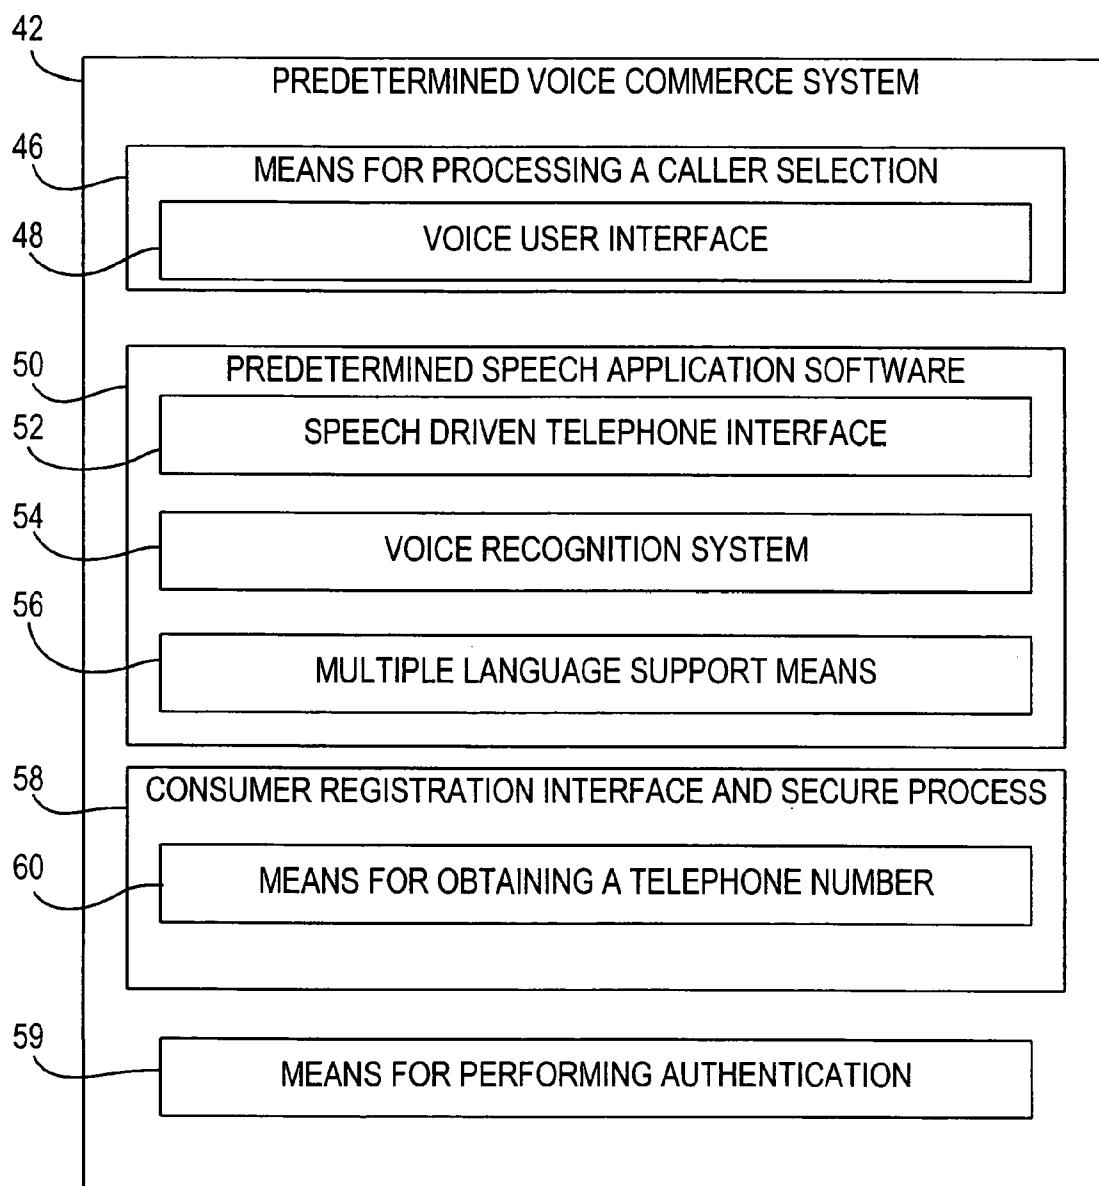 42
PREDETERMINED VOICE COMMERCE SYSTEM
46
MEANS FOR PROCESSING A CALLER SELECTION
48
VOICE USER INTERFACE
50
PREDETERMINED SPEECH APPLICATION SOFTWARE
52
SPEECH DRIVEN TELEPHONE INTERFACE
54
VOICE RECOGNITION SYSTEM
56
MULTIPLE LANGUAGE SUPPORT MEANS
58
CONSUMER REGISTRATION INTERFACE AND SECURE PROCESS
60
MEANS FOR OBTAINING A TELEPHONE NUMBER
59
MEANS FOR PERFORMING AUTHENTICATION